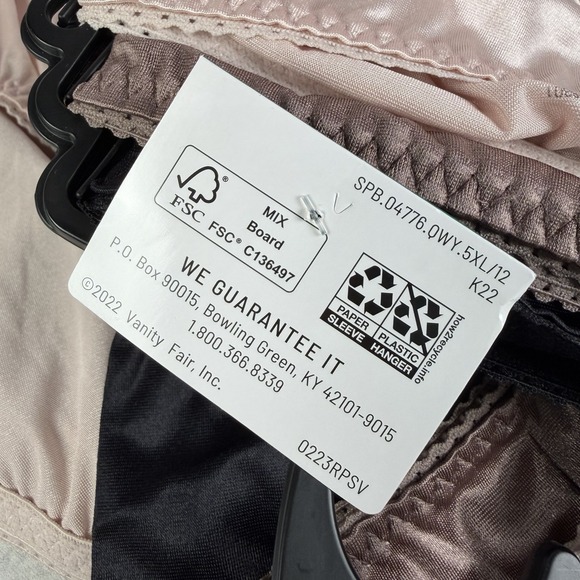 SPB.04776.QWY.5XL/12
K22
FSC
MIX
Board
FSC® C136497
PAPER
SLEEVE
PLASTIC
HANGER
how2recycle.info
WE GUARANTEE IT
P.O. Box 90015, Bowling Green, KY 42101-9015
1.800.366.8339
©2022 Vanity Fair, Inc.
0223RPSV